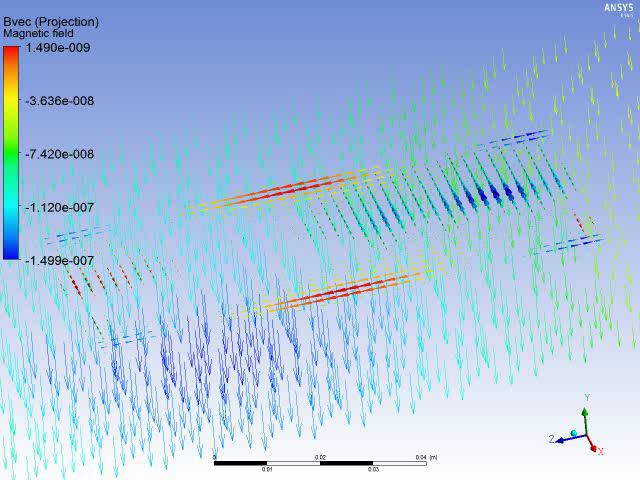 ANSYS
Bvec (Projection)
Magnetic field
1.490e-009
-3.636e-008
-7.420e-008
-1.120e-007
-1.499e-007
Y
Z
X
0.02
0.04 (m)
0.01
0.03